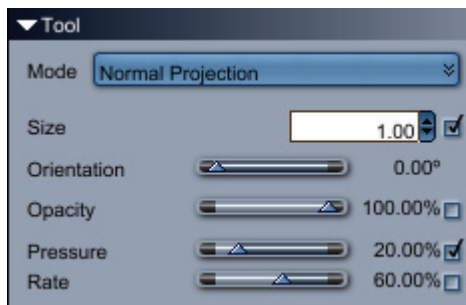 Tool
Mode Normal Projection
Size 1.00
Orientation 0.00º
Opacity 100.00%
Pressure 20.00%
Rate 60.00%